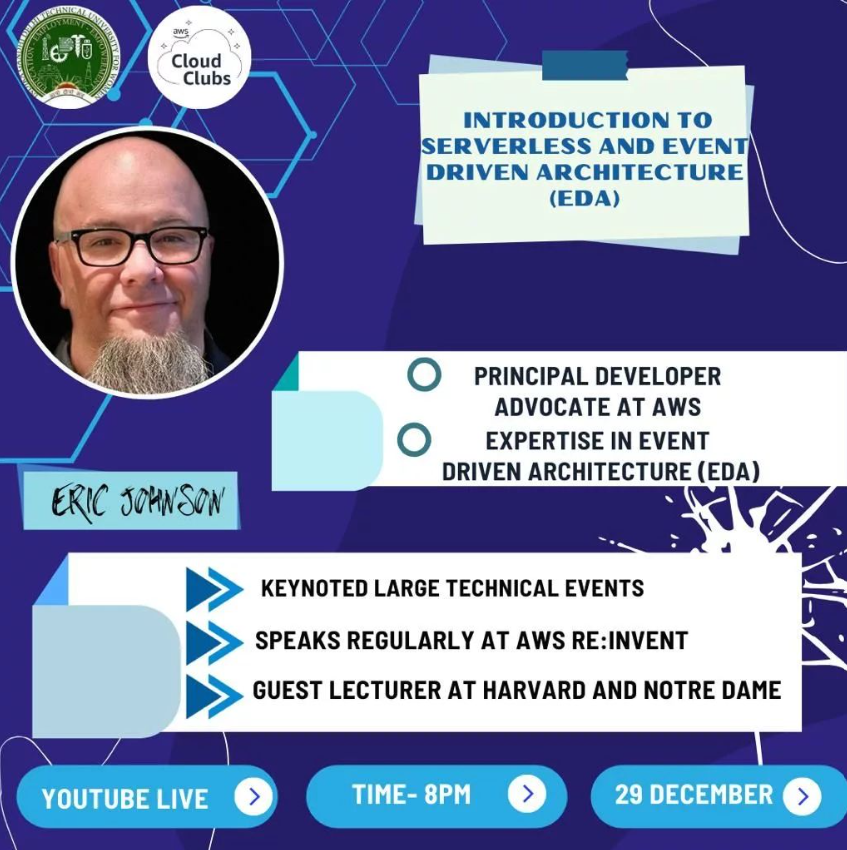 aws
Cloud
Clubs
INTRODUCTION TO
SERVERLESS AND EVENT
DRIVEN ARCHITECTURE
(EDA)
PRINCIPAL DEVELOPER
ADVOCATE AT AWS
EXPERTISE IN EVENT
DRIVEN ARCHITECTURE (EDA)
ERIC JOHNSON
KEYNOTED LARGE TECHNICAL EVENTS
SPEAKS REGULARLY AT AWS RE:INVENT
GUEST LECTURER AT HARVARD AND NOTRE DAME
YOUTUBE LIVE
TIME- 8PM
29 DECEMBER